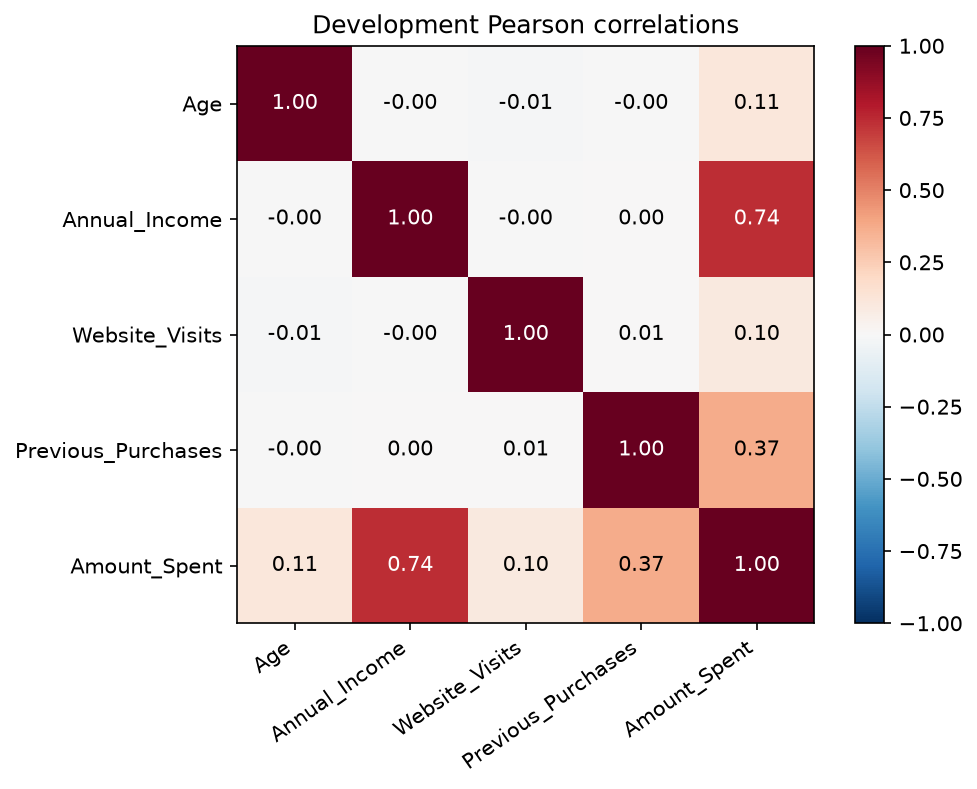 Development Pearson correlations
Age 1.00 -0.00 -0.01 -0.00 0.11
Annual_Income -0.00 1.00 -0.00 0.00 0.74
Website_Visits -0.01 -0.00 1.00 0.01 0.10
Previous_Purchases -0.00 0.00 0.01 1.00 0.37
Amount_Spent 0.11 0.74 0.10 0.37 1.00
Age
Annual_Income
Website_Visits
Previous_Purchases
Amount_Spent
1.00
0.75
0.50
0.25
0.00
−0.25
−0.50
−0.75
−1.00